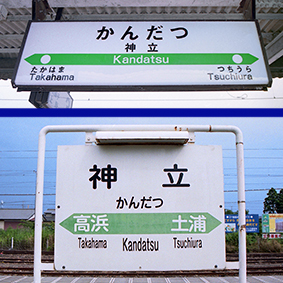 かんだつ
神立
Kandatsu
たかはま つちうら
Takahama Tsuchiura
神立
かんだつ
高浜 土浦
Takahama Kandatsu Tsuchiura